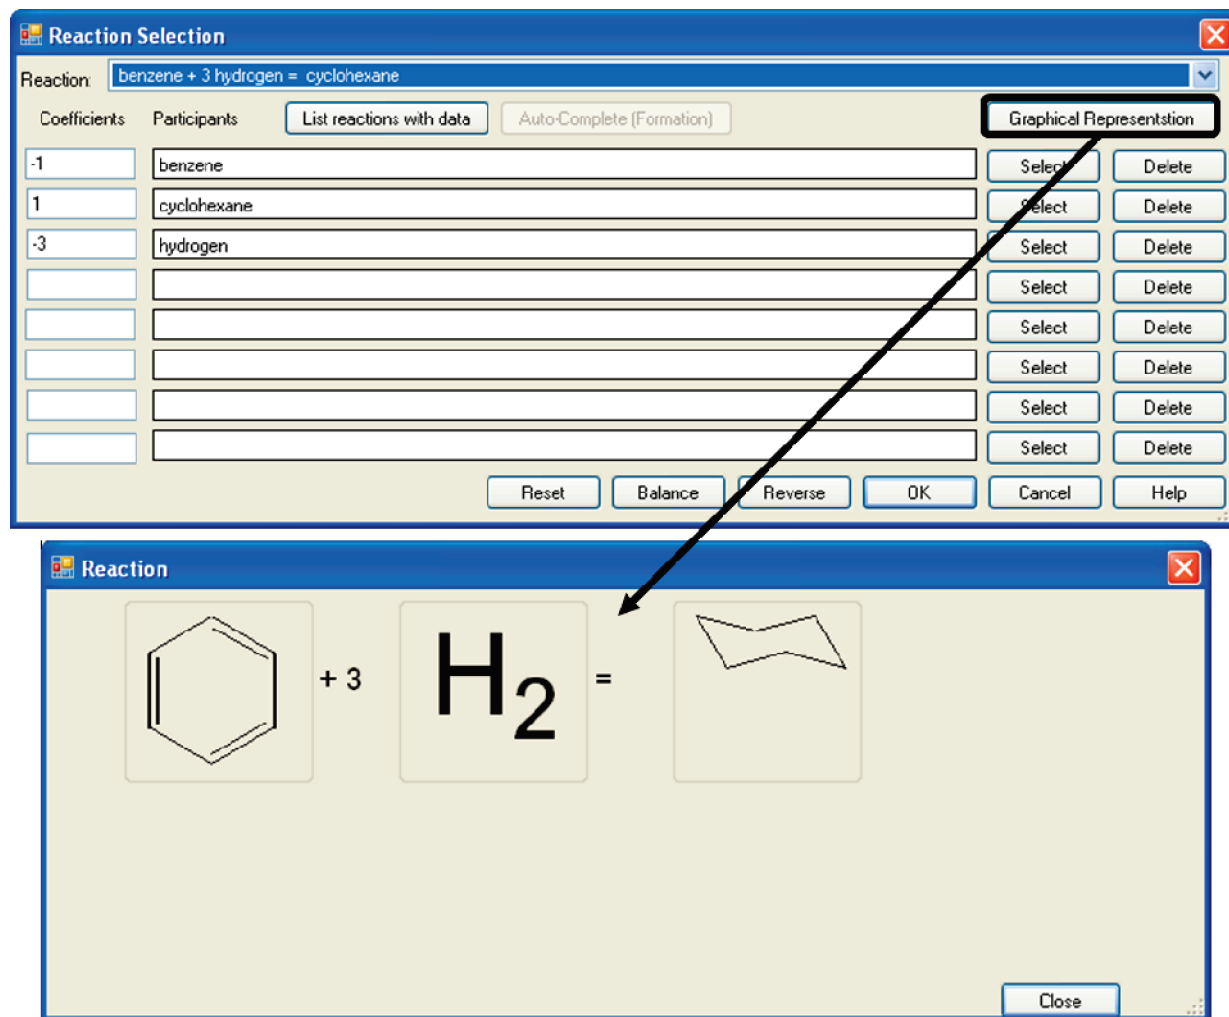 Reaction Selection
Reaction: benzene + 3 hydrogen = cyclohexane
Coefficients Participants List reactions with data Auto-Complete (Formation) Graphical Representstion
-1 benzene Select Delete
1 cyclohexane Select Delete
-3 hydrogen Select Delete
Select Delete
Select Delete
Select Delete
Select Delete
Select Delete
Reset Balance Reverse OK Cancel Help
Reaction
+ 3 H2 =
Close